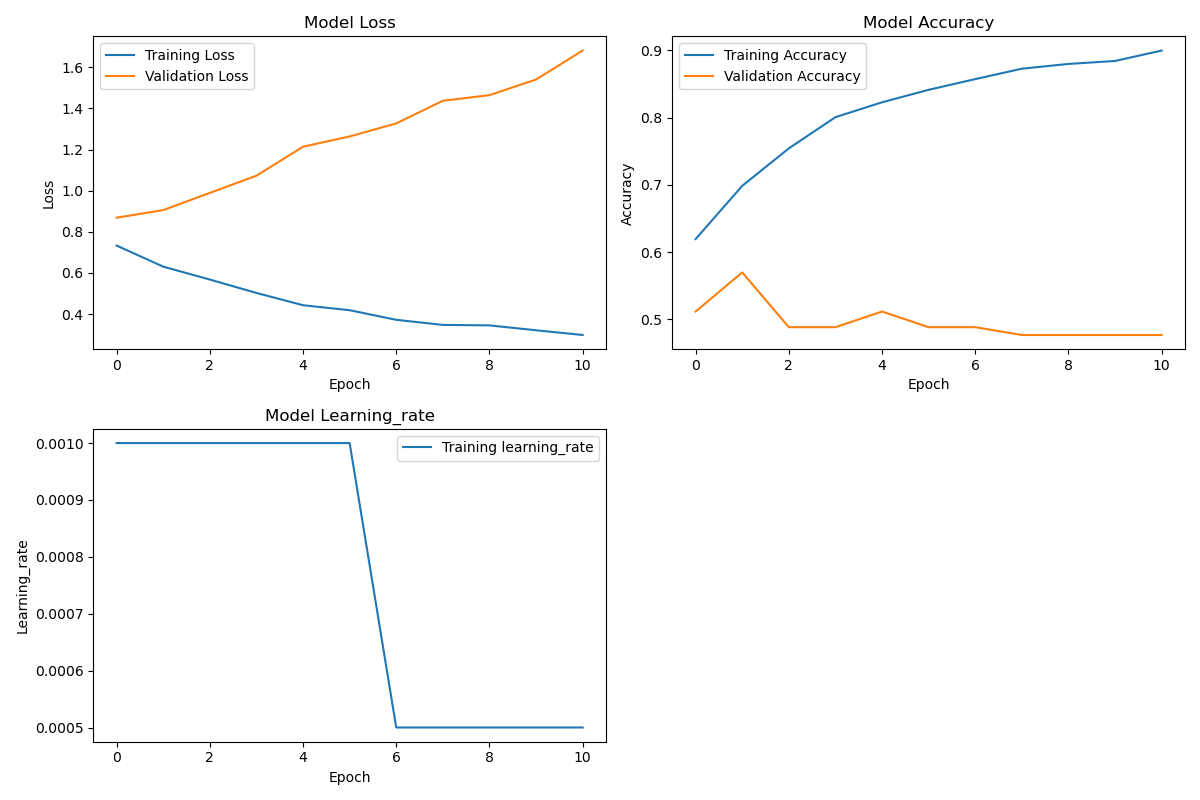 Model Loss
Training Loss
Validation Loss
1.6
1.4
1.2
1.0
0.8
0.6
0.4
Loss
0 2 4 6 8 10
Epoch
Model Accuracy
Training Accuracy
Validation Accuracy
0.9
0.8
0.7
0.6
0.5
Accuracy
0 2 4 6 8 10
Epoch
Model Learning_rate
Training learning_rate
0.0010
0.0009
0.0008
0.0007
0.0006
0.0005
Learning_rate
0 2 4 6 8 10
Epoch